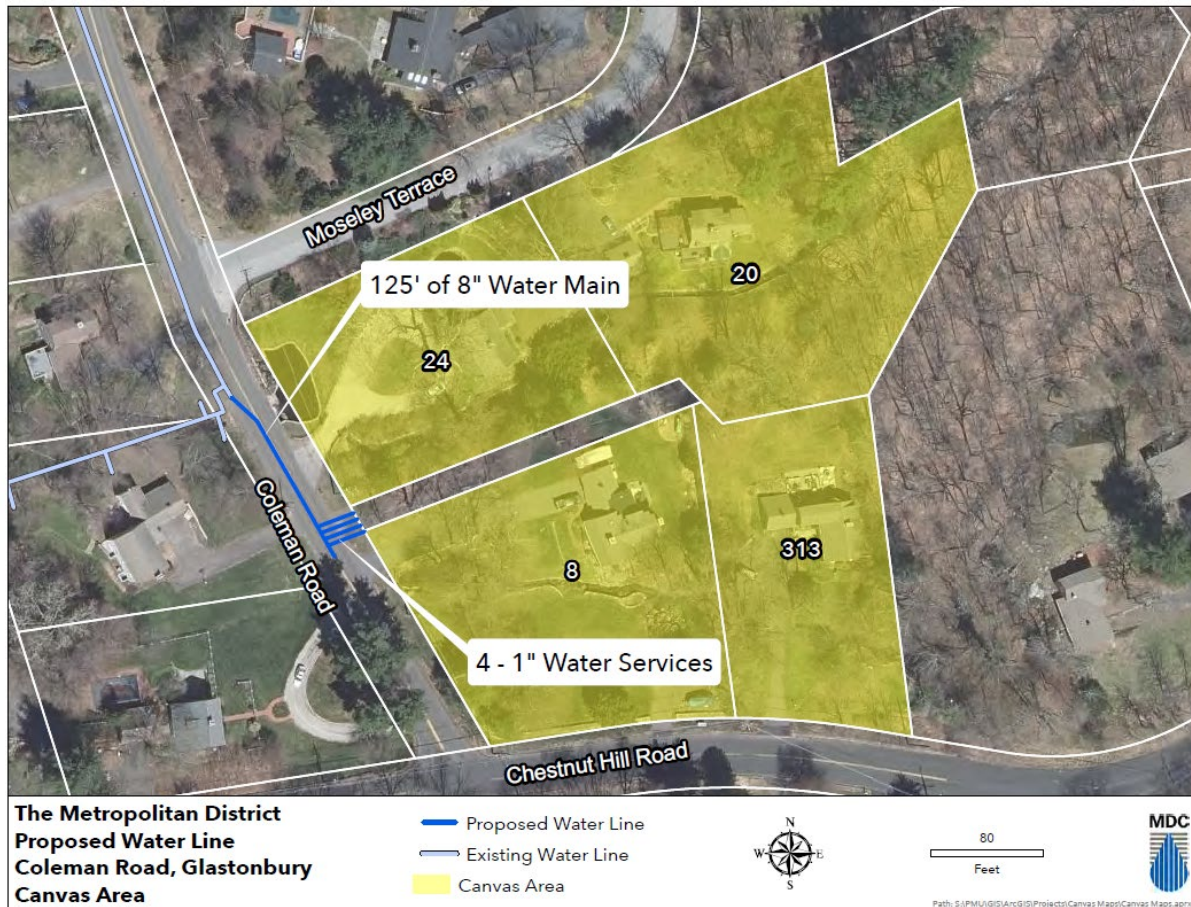 Moseley Terrace
125' of 8" Water Main
20
24
Coleman Road
313
8
4 - 1" Water Services
Chestnut Hill Road
The Metropolitan District
Proposed Water Line
Coleman Road, Glastonbury
Canvas Area
Proposed Water Line
Existing Water Line
Canvas Area
N
W E
S
80
Feet
MDC
Path: S:\PMU\GIS\ArcGIS\Projects\Canvas Maps\Canvas Maps.aprx